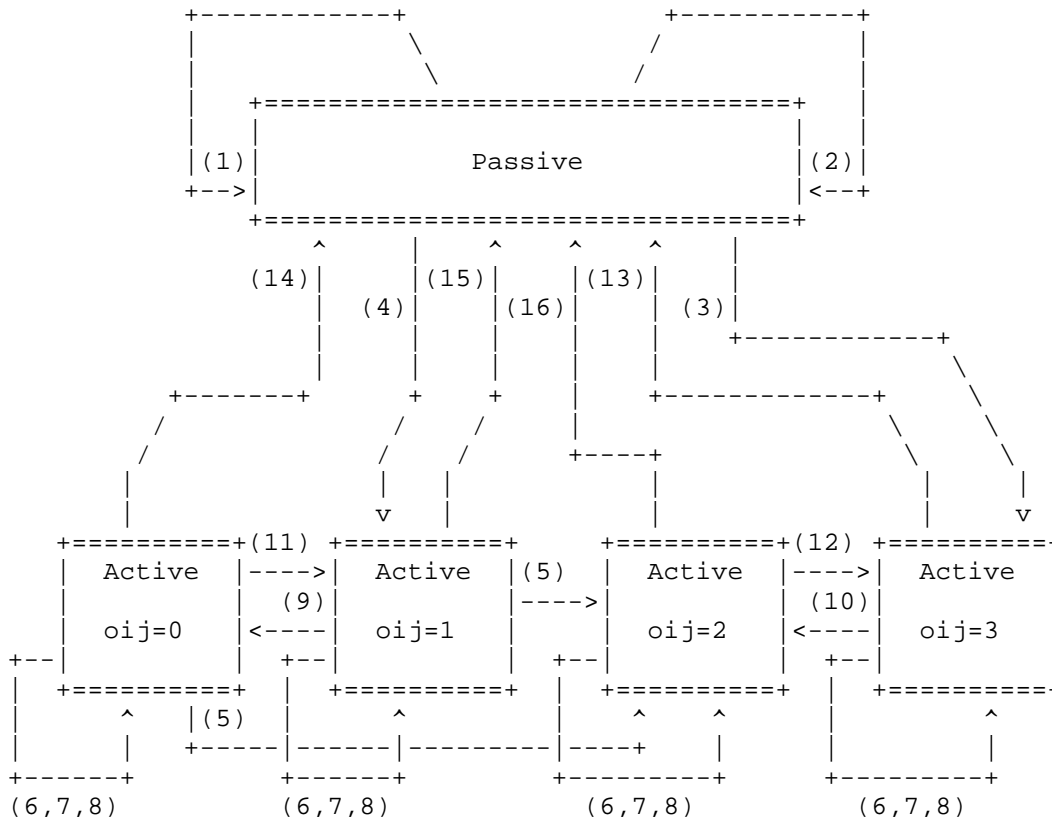 (1) Passive (2)
(14) (15) (13)
(4) (16) (3)
(11) (12)
Active Active (5) Active Active
(9) (10)
oij=0 oij=1 oij=2 oij=3
(5)
(6,7,8) (6,7,8) (6,7,8) (6,7,8)